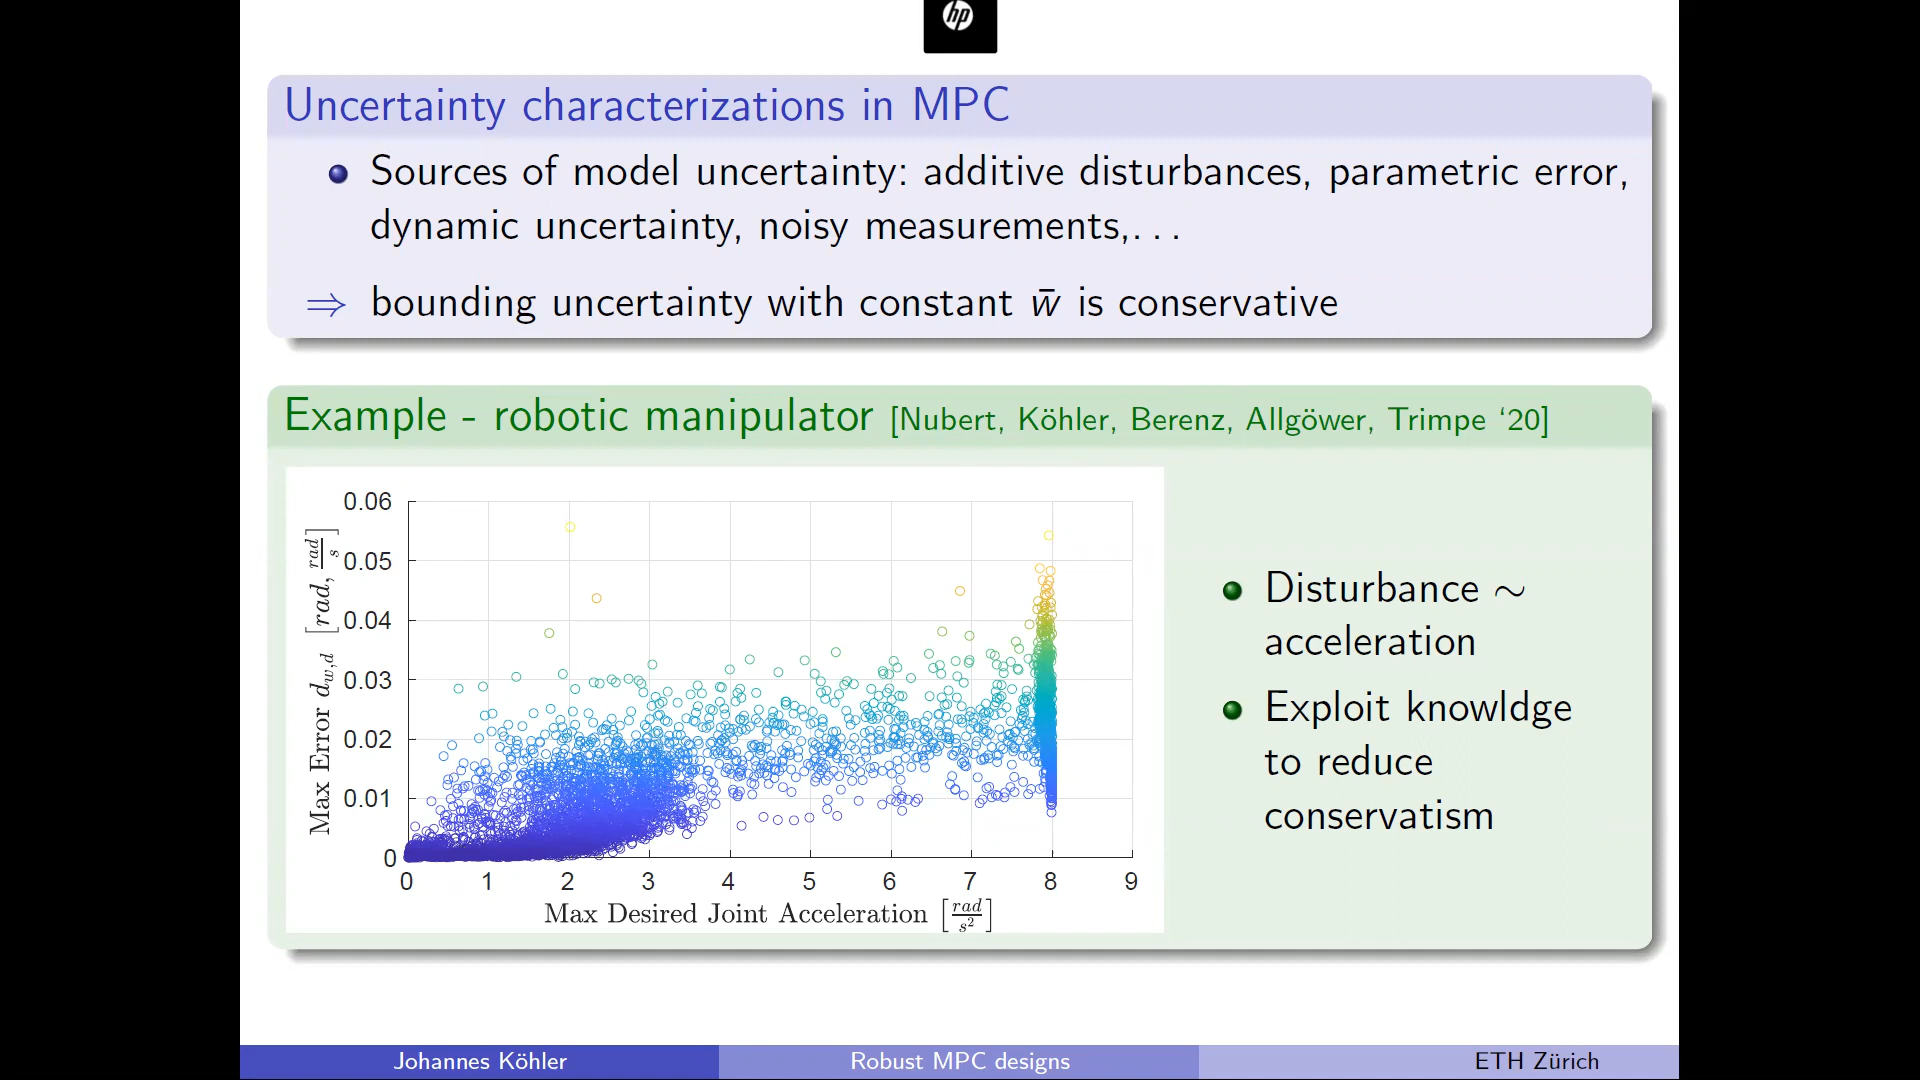 hp
Uncertainty characterizations in MPC
Sources of model uncertainty: additive disturbances, parametric error,
dynamic uncertainty, noisy measurements,. . .
⇒ bounding uncertainty with constant w̄ is conservative
Example - robotic manipulator [Nubert, Köhler, Berenz, Allgöwer, Trimpe ‘20]
Max Error d_{w,d} [rad, rad/s]
0.06
0.05
0.04
0.03
0.02
0.01
0
0 1 2 3 4 5 6 7 8 9
Max Desired Joint Acceleration [rad/s²]
Disturbance ∼
acceleration
Exploit knowldge
to reduce
conservatism
Johannes Köhler Robust MPC designs ETH Zürich